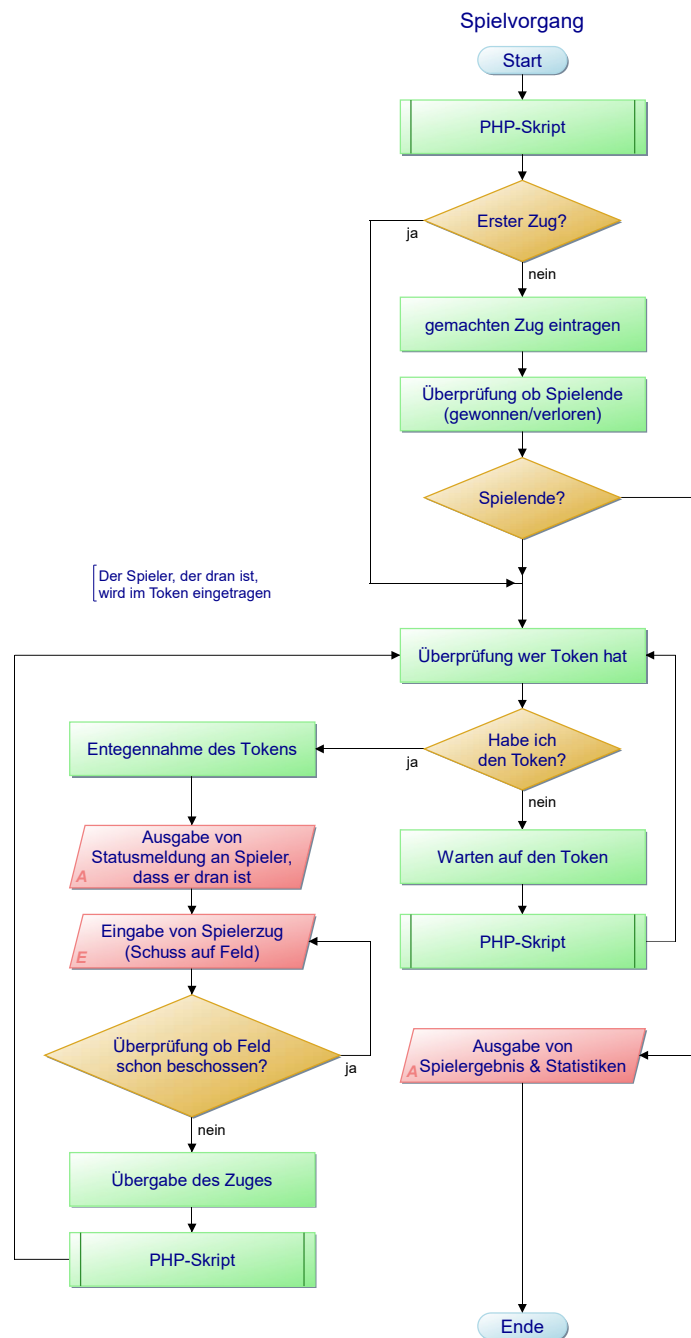 Spielvorgang
Start
PHP-Skript
Erster Zug?
ja
nein
gemachten Zug eintragen
Überprüfung ob Spielende
(gewonnen/verloren)
Spielende?
Der Spieler, der dran ist,
wird im Token eingetragen
Überprüfung wer Token hat
Habe ich
den Token?
ja
nein
Entegennahme des Tokens
Ausgabe von
Statusmeldung an Spieler,
dass er dran ist
A
Warten auf den Token
Eingabe von Spielerzug
(Schuss auf Feld)
E
PHP-Skript
Überprüfung ob Feld
schon beschossen?
ja
nein
Ausgabe von
Spielergebnis & Statistiken
A
Übergabe des Zuges
PHP-Skript
Ende